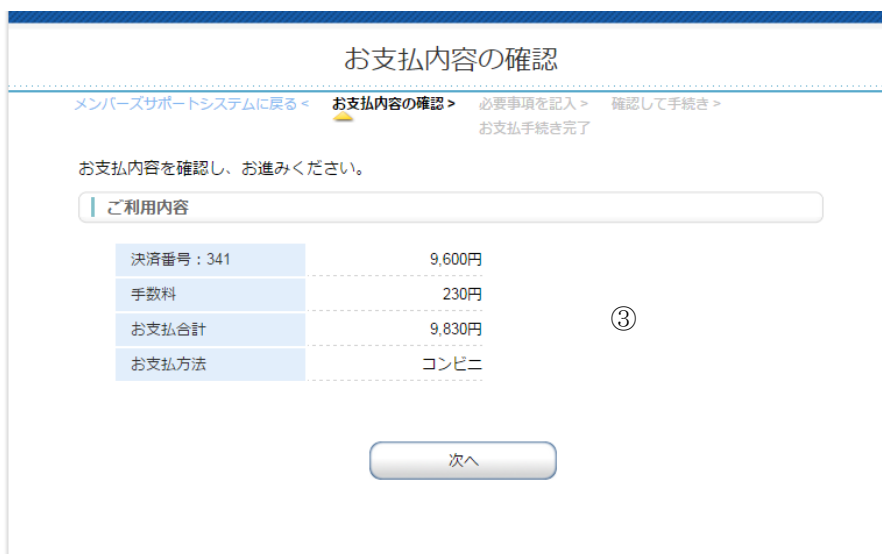 お支払内容の確認
メンバーズサポートシステムに戻る < お支払内容の確認 > 必要事項を記入 > 確認して手続き >
お支払手続き完了
お支払内容を確認し、お進みください。
ご利用内容
決済番号：341 9,600円
手数料 230円
お支払合計 9,830円
③
お支払方法 コンビニ
次へ